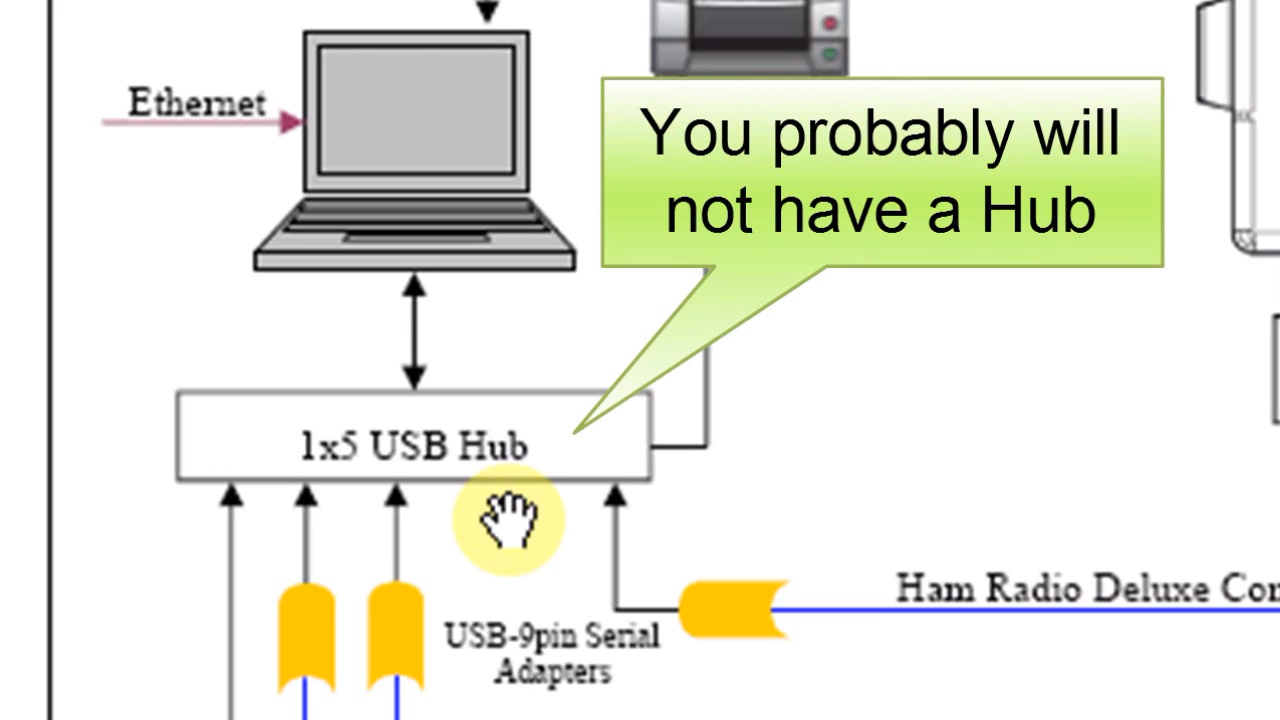 Ethernet
You probably will
not have a Hub
1x5 USB Hub
Ham Radio Deluxe
USB-9pin Serial
Adapters